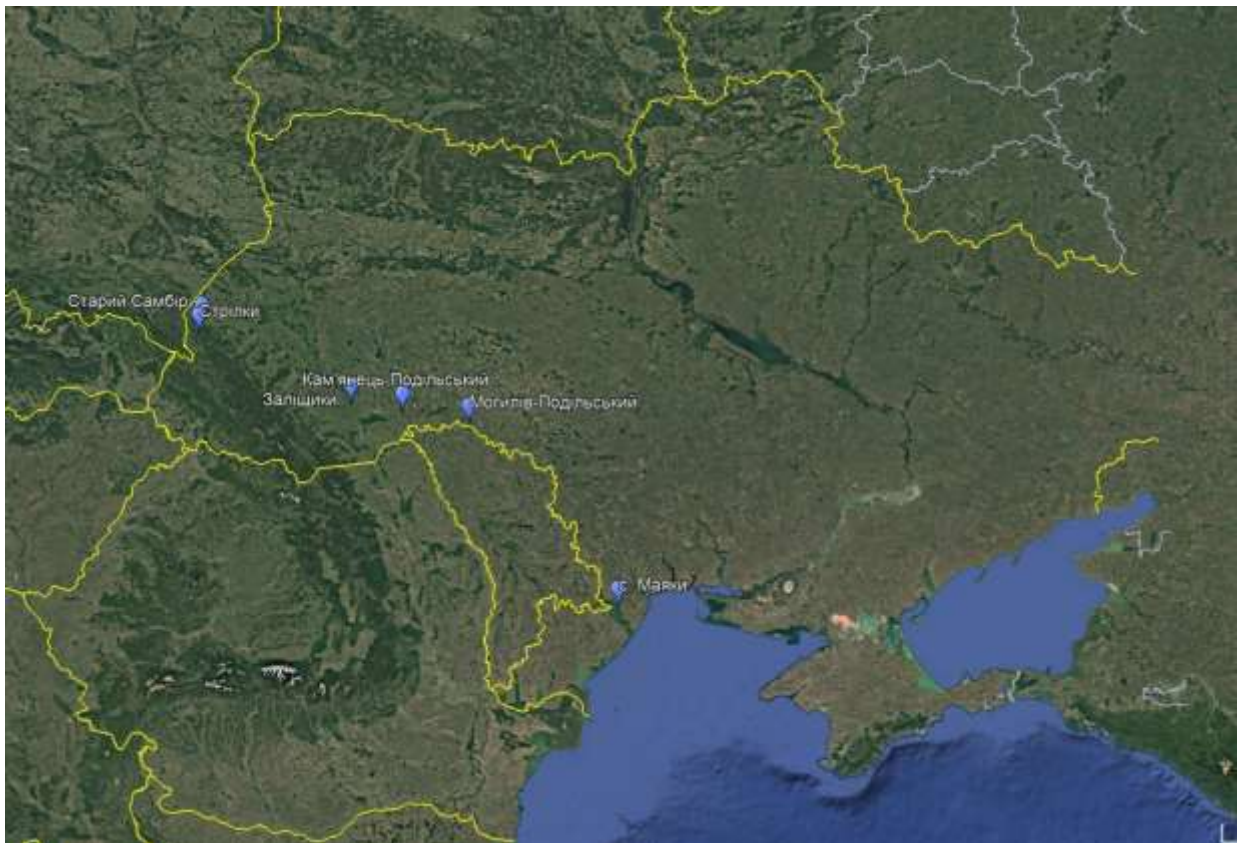 Старий Самбір
Стрілки
Кам'янець-Подільський
Заліщики
Могилів-Подільський
с. Маяки